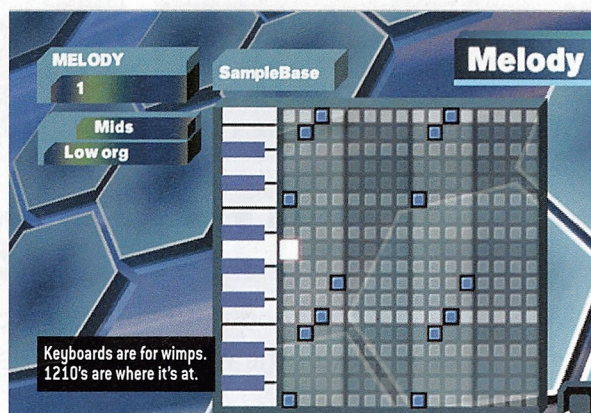 MELODY
1
Mids
Low org
SampleBase
Melody
Keyboards are for wimps.
1210's are where it's at.